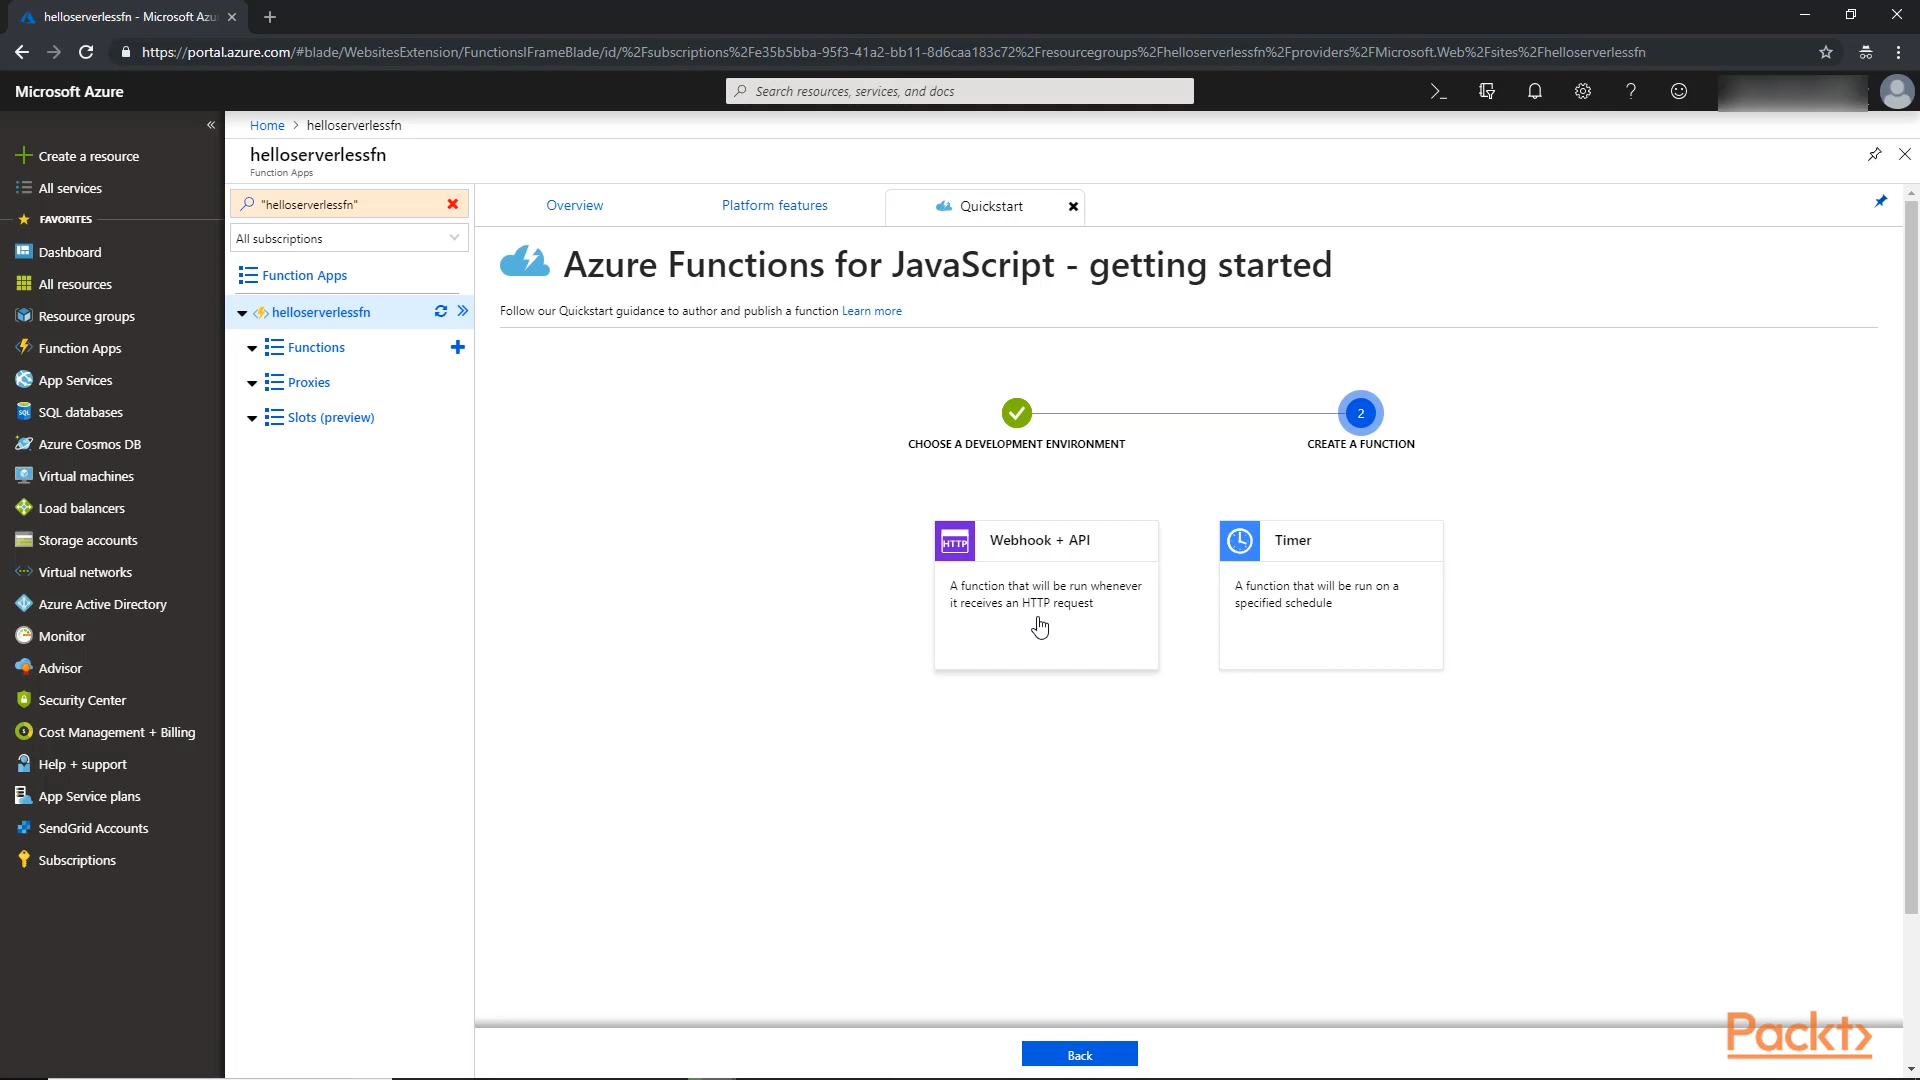 helloserverlessfn - Microsoft Azu
https://portal.azure.com/#blade/WebsitesExtension/FunctionsIFrameBlade/id/%2Fsubscriptions%2Fe35b5bba-95f3-41a2-bb11-8d6caa183c72%2Fresourcegroups%2Fhelloserverlessfn%2Fproviders%2FMicrosoft.Web%2Fsites%2Fhelloserverlessfn
Microsoft Azure
Search resources, services, and docs
Create a resource
All services
FAVORITES
Dashboard
All resources
Resource groups
Function Apps
App Services
SQL databases
Azure Cosmos DB
Virtual machines
Load balancers
Storage accounts
Virtual networks
Azure Active Directory
Monitor
Advisor
Security Center
Cost Management + Billing
Help + support
App Service plans
SendGrid Accounts
Subscriptions
Home > helloserverlessfn
helloserverlessfn
Function Apps
"helloserverlessfn"
All subscriptions
Function Apps
helloserverlessfn
Functions
Proxies
Slots (preview)
Overview
Platform features
Quickstart
Azure Functions for JavaScript - getting started
Follow our Quickstart guidance to author and publish a function Learn more
2
CHOOSE A DEVELOPMENT ENVIRONMENT
CREATE A FUNCTION
HTTP
Webhook + API
A function that will be run whenever
it receives an HTTP request
Timer
A function that will be run on a
specified schedule
Back
Packt>